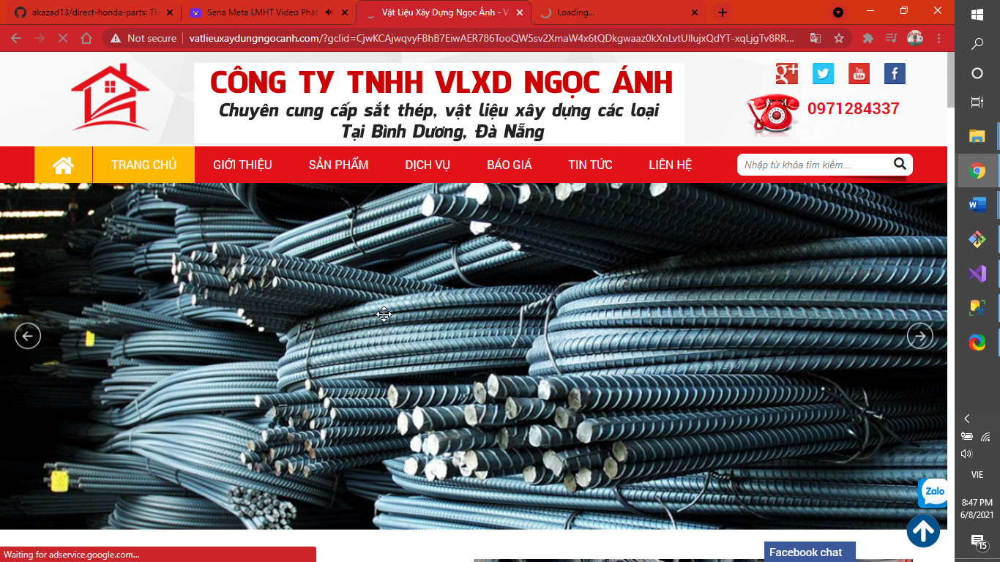 akazad13/direct-honda-parts: Th
Sena Meta LMHT Video Phát
Vật Liệu Xây Dựng Ngọc Ánh - Vậ
Loading...
Not secure
vatlieuxaydungngocanh.com/?gclid=CjwKCAjwqvyFBhB7EiwAER786TooQW5sv2XmaW4x6tQDkgwaaz0kXnLvtUIlujxQdYT-xqLjgTv8RR...
CÔNG TY TNHH VLXD NGỌC ÁNH
Chuyên cung cấp sắt thép, vật liệu xây dựng các loại
Tại Bình Dương, Đà Nẵng
g+
You Tube
f
0971284337
TRANG CHỦ
GIỚI THIỆU
SẢN PHẨM
DỊCH VỤ
BÁO GIÁ
TIN TỨC
LIÊN HỆ
Nhập từ khóa tìm kiếm...
Zalo
Facebook chat
Waiting for adservice.google.com...
VIE
8:47 PM
6/8/2021
15